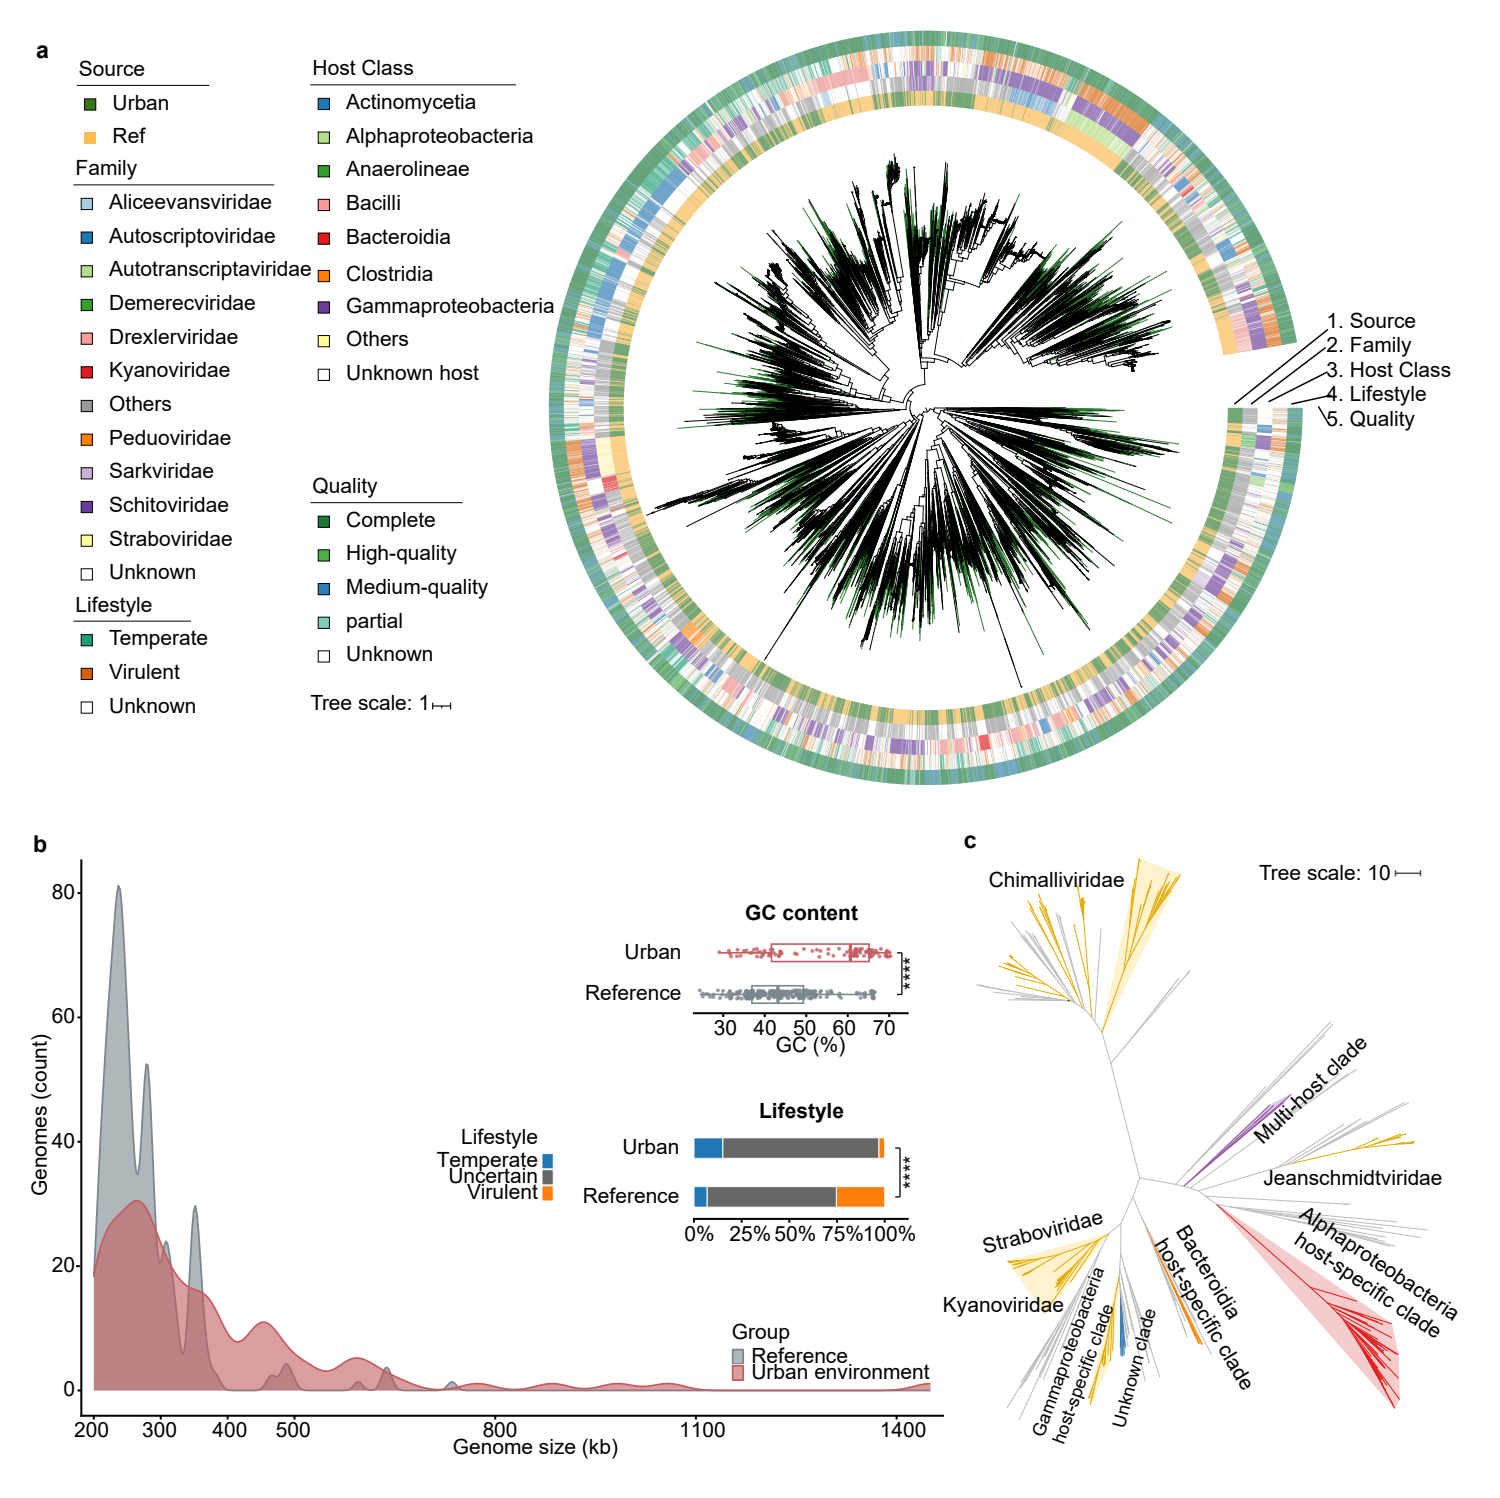 a
Source
Urban
Ref
Family
Aliceevansviridae
Autoscriptoviridae
Autotranscriptaviridae
Demerecviridae
Drexlerviridae
Kyanoviridae
Others
Peduoviridae
Sarkviridae
Schitoviridae
Straboviridae
Unknown
Lifestyle
Temperate
Virulent
Unknown
Host Class
Actinomycetia
Alphaproteobacteria
Anaerolineae
Bacilli
Bacteroidia
Clostridia
Gammaproteobacteria
Others
Unknown host
Quality
Complete
High-quality
Medium-quality
partial
Unknown
Tree scale: 1
1. Source
2. Family
3. Host Class
4. Lifestyle
5. Quality
b
Genomes (count)
80
60
40
20
0
200 300 400 500 800 1100 1400
Genome size (kb)
GC content
Urban
Reference
****
30 40 50 60 70
GC (%)
Lifestyle
Lifestyle
Temperate
Uncertain
Virulent
Urban
Reference
****
0% 25% 50% 75% 100%
Group
Reference
Urban environment
c
Tree scale: 10
Chimalliviridae
Multi-host clade
Jeanschmidtviridae
Alphaproteobacteria
host-specific clade
Bacteroidia
host-specific clade
Straboviridae
Kyanoviridae
Gammaproteobacteria
host-specific clade
Unknown clade